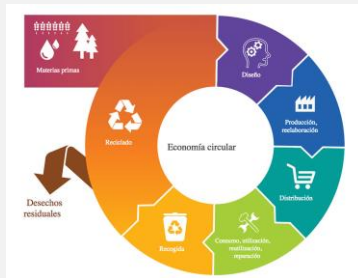 Materias primas
Diseño
Producción,
reelaboración
Distribución
Consumo, utilización,
reutilización,
reparación
Recogida
Reciclado
Desechos
residuales
Economía circular